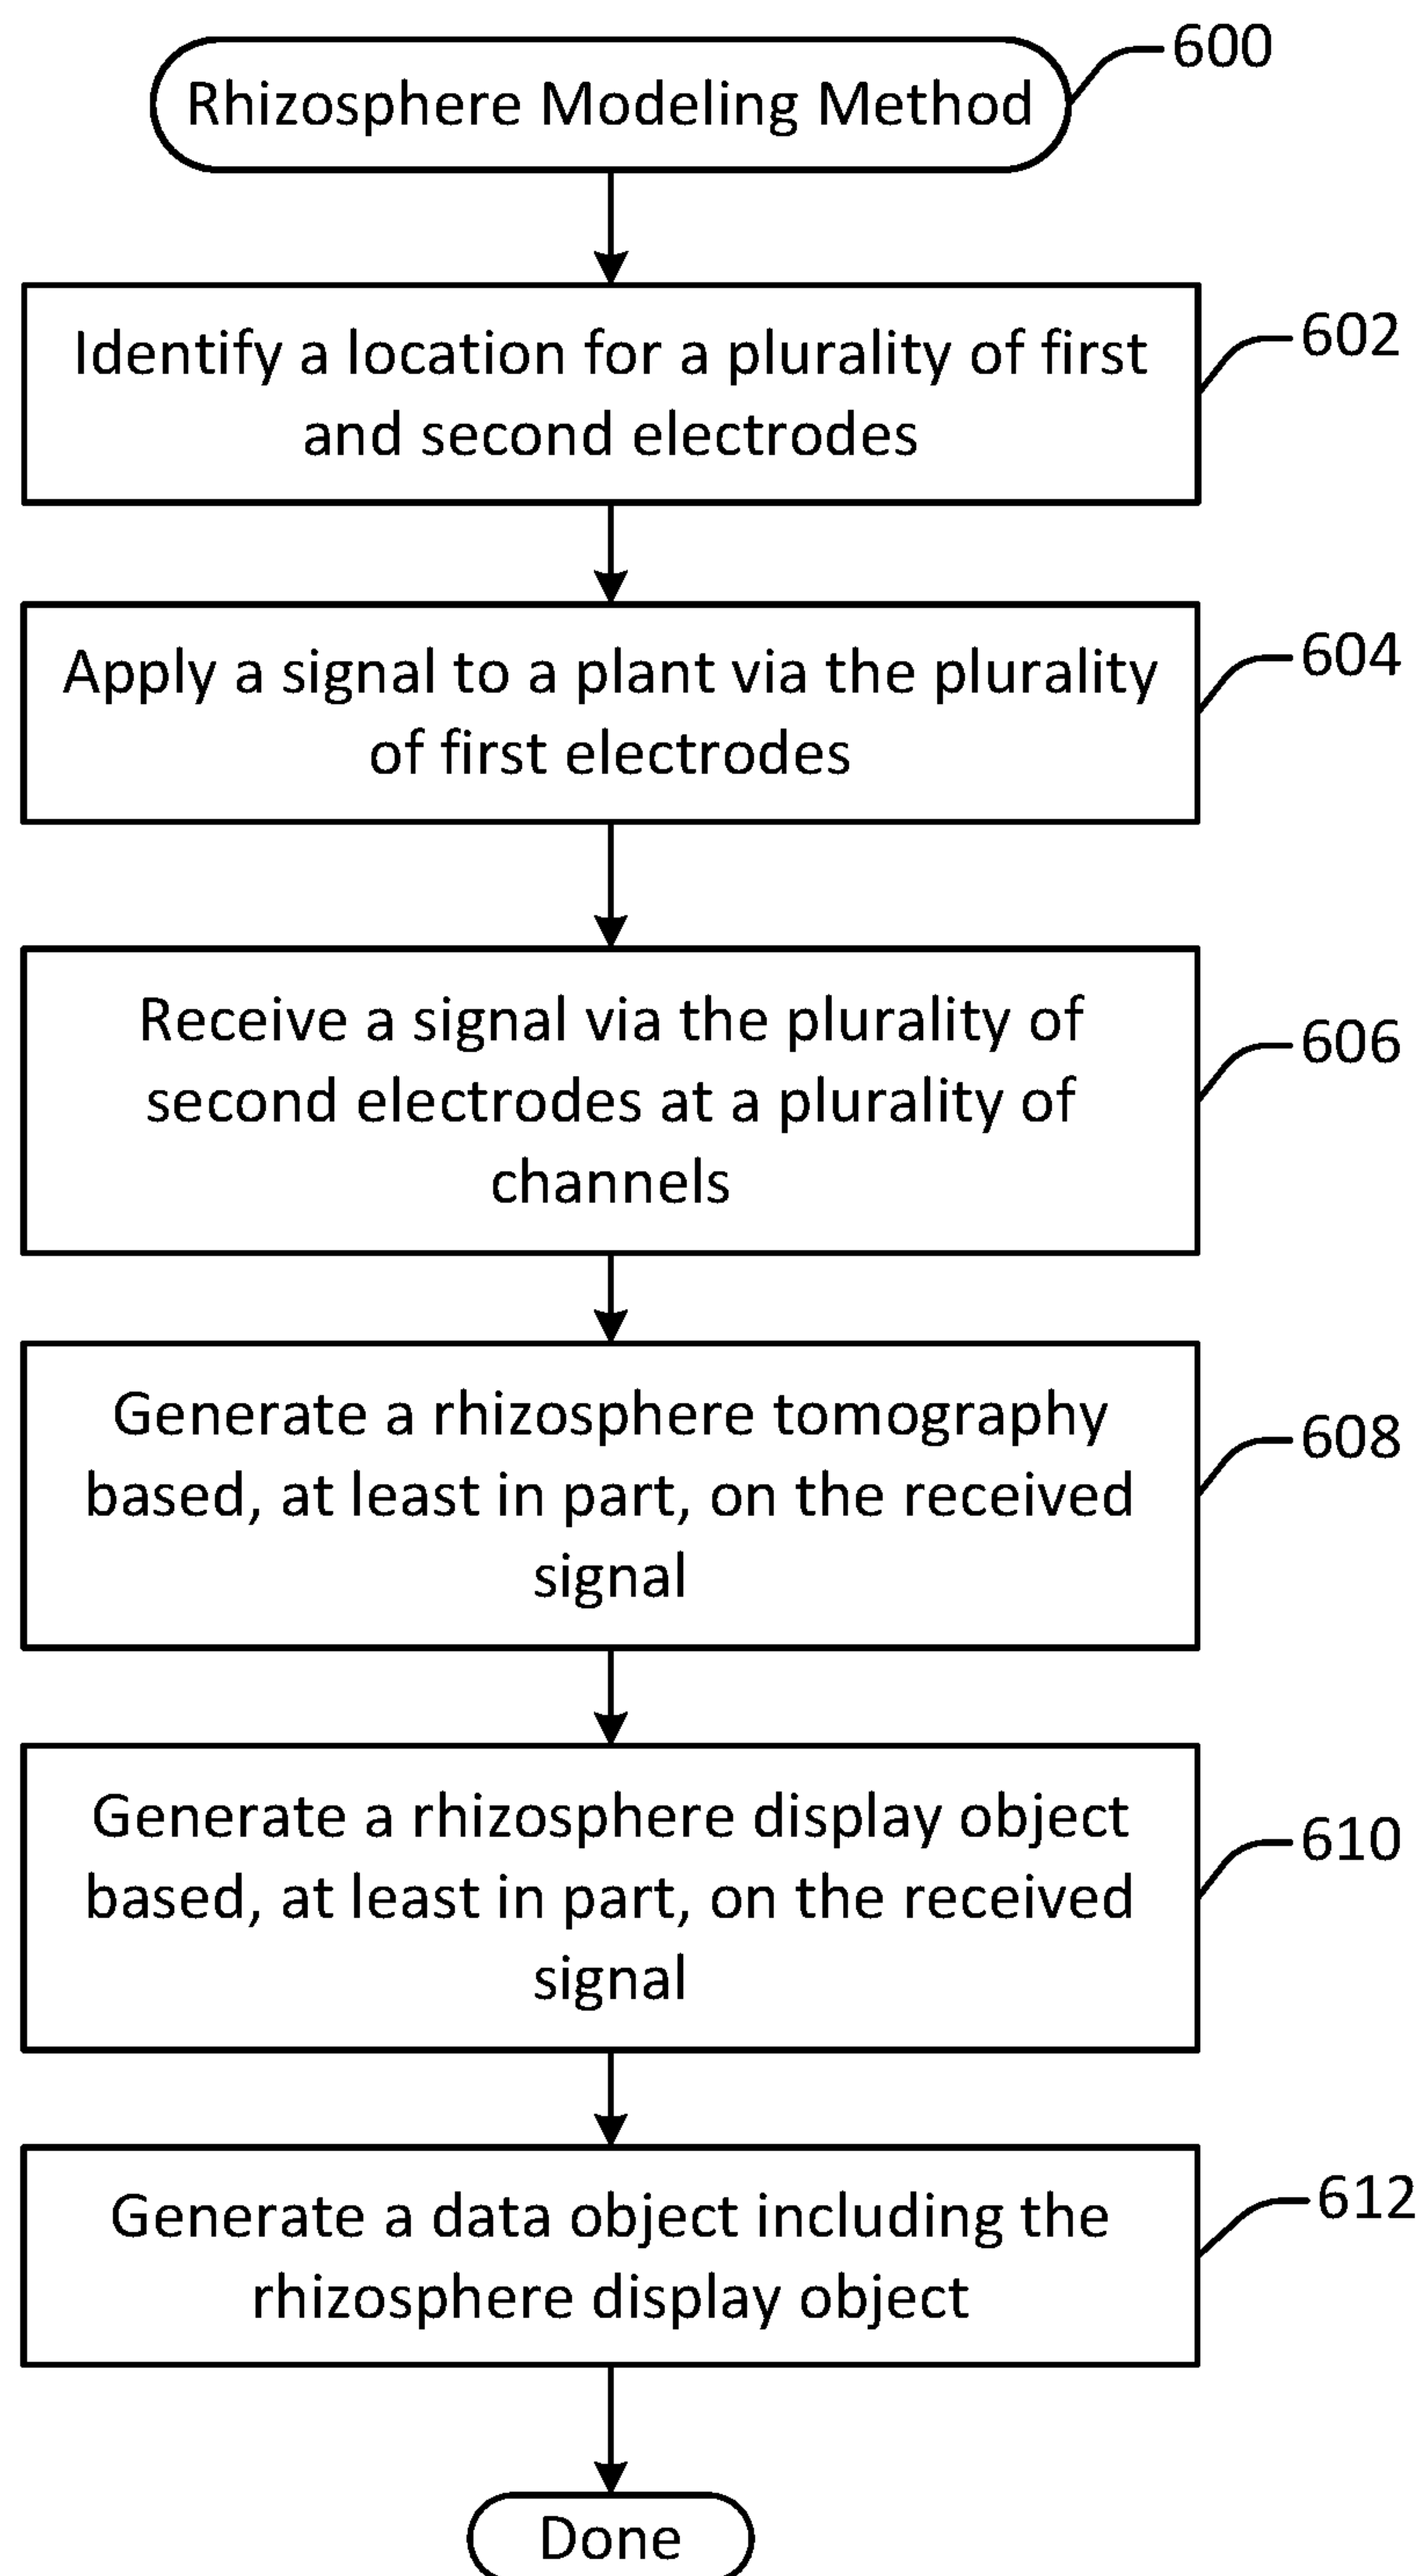 600
Rhizosphere Modeling Method
602
Identify a location for a plurality of first
and second electrodes
604
Apply a signal to a plant via the plurality
of first electrodes
606
Receive a signal via the plurality of
second electrodes at a plurality of
channels
608
Generate a rhizosphere tomography
based, at least in part, on the received
signal
610
Generate a rhizosphere display object
based, at least in part, on the received
signal
612
Generate a data object including the
rhizosphere display object
Done